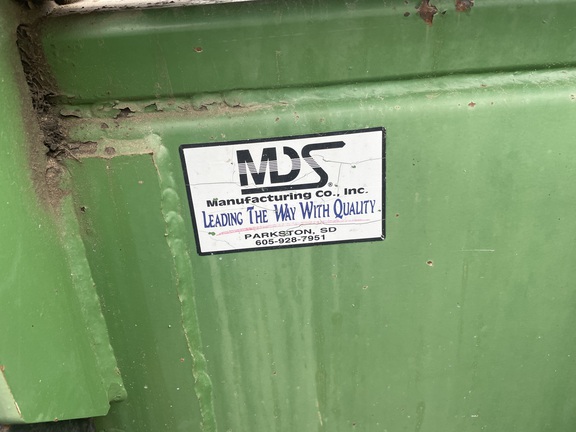 MDS®
Manufacturing Co., Inc.
Leading The Way With Quality
PARKSTON, SD
605-928-7951